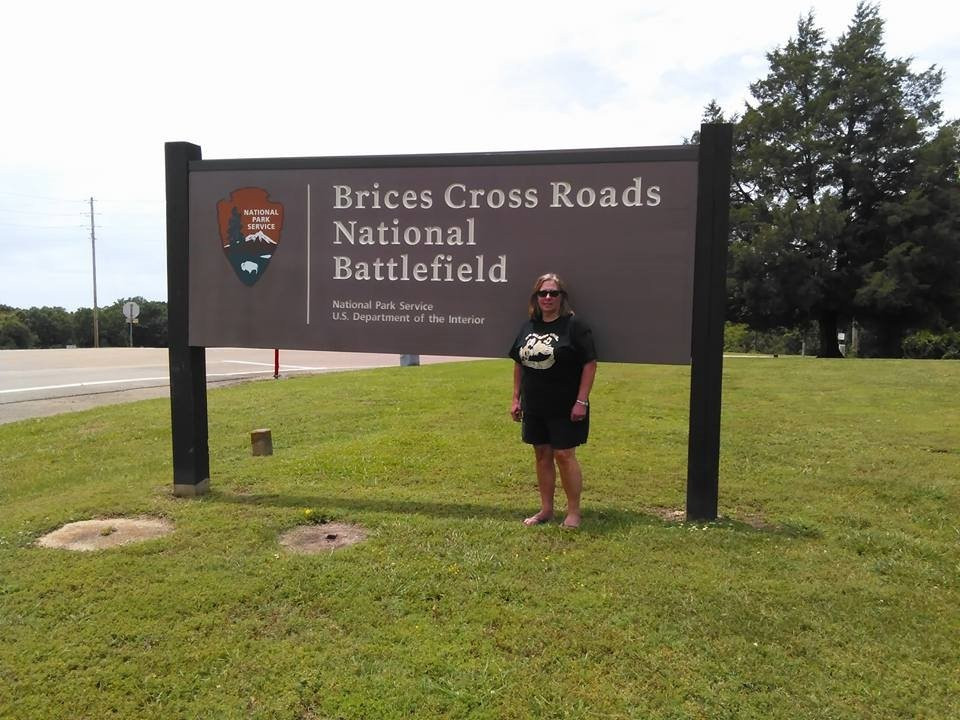 NATIONAL
PARK
SERVICE
Brices Cross Roads
National
Battlefield
National Park Service
U.S. Department of the Interior